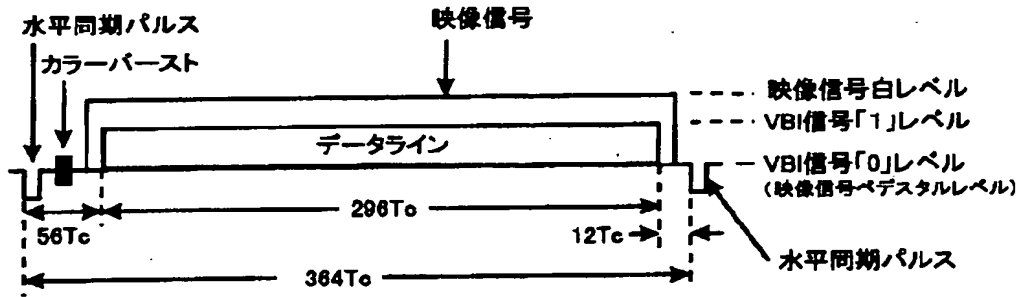 水平同期パルス
映像信号
カラーバースト
映像信号白レベル
VBI信号「1」レベル
データライン
VBI信号「0」レベル
(映像信号ペデスタルレベル)
56Tc
296Tc
12Tc
水平同期パルス
364Tc